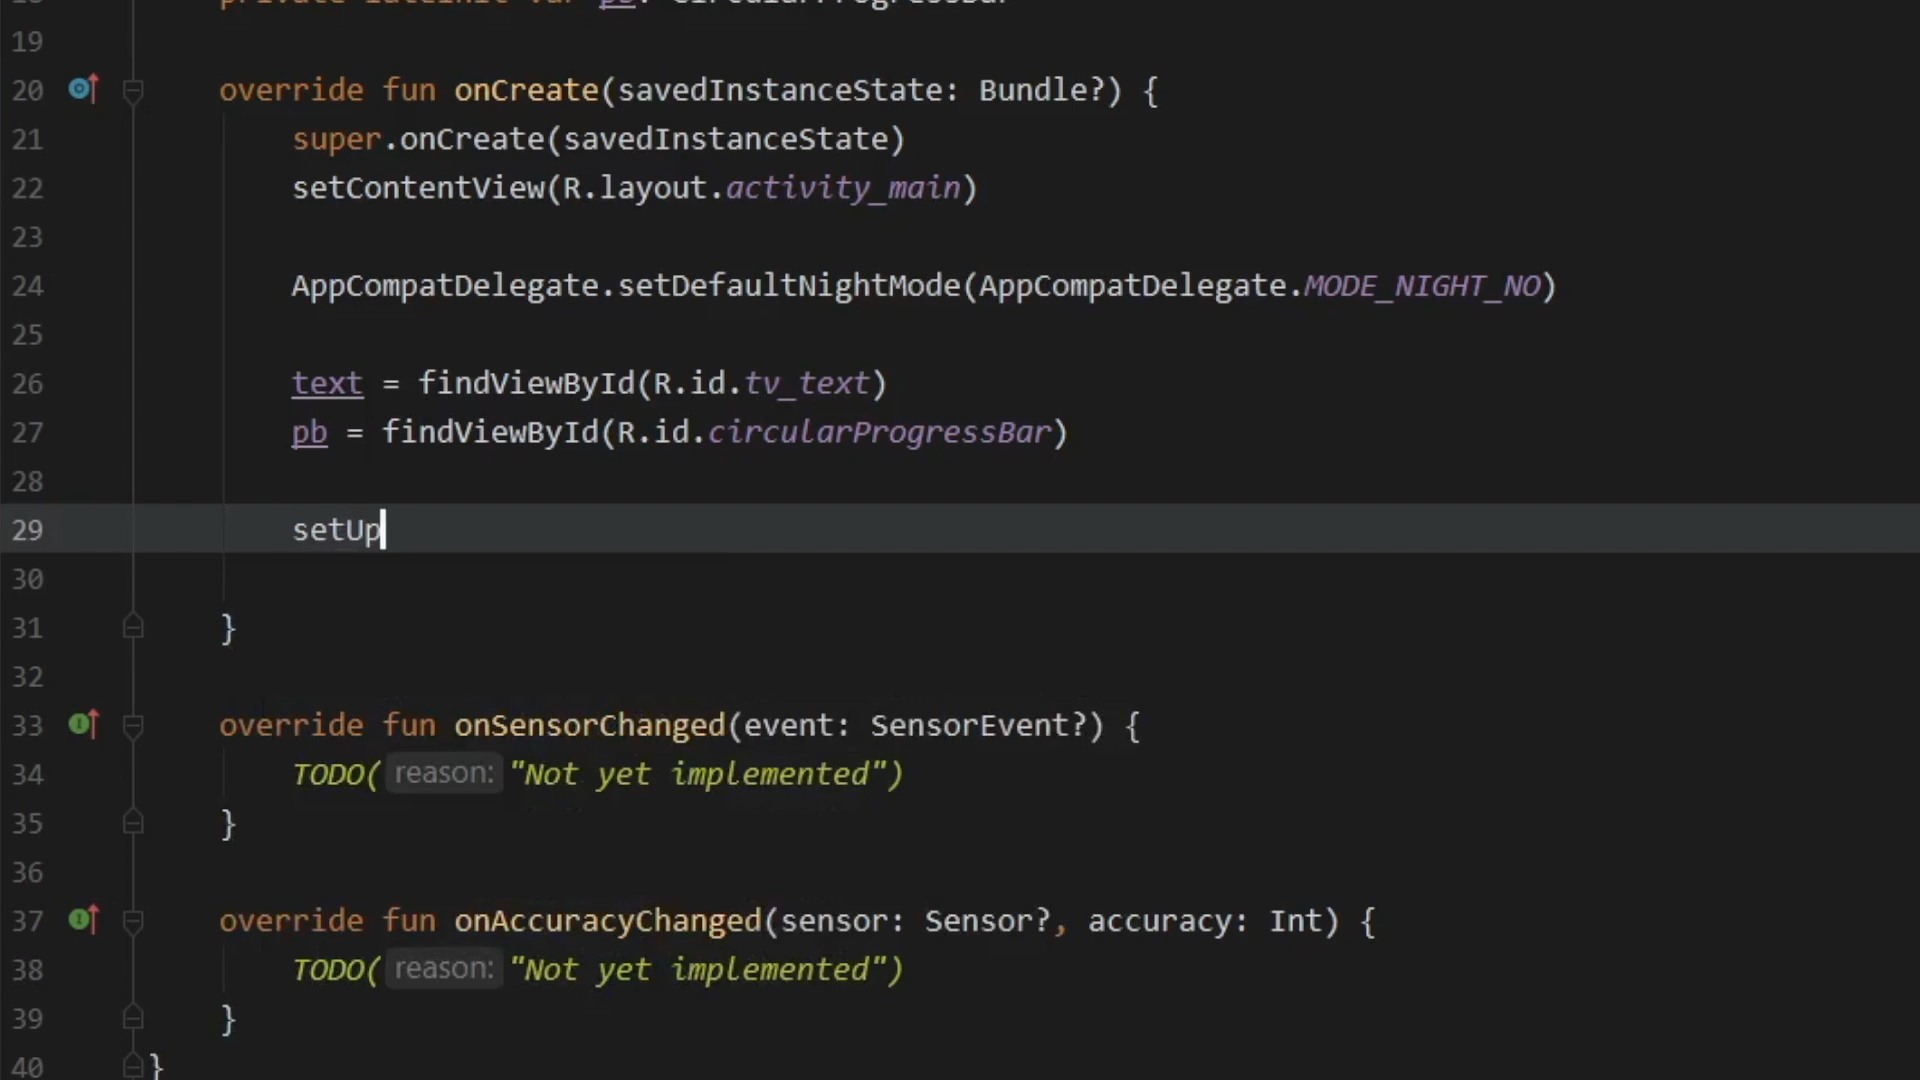 19
20 override fun onCreate(savedInstanceState: Bundle?) {
21 super.onCreate(savedInstanceState)
22 setContentView(R.layout.activity_main)
23
24 AppCompatDelegate.setDefaultNightMode(AppCompatDelegate.MODE_NIGHT_NO)
25
26 text = findViewById(R.id.tv_text)
27 pb = findViewById(R.id.circularProgressBar)
28
29 setUp
30
31 }
32
33 override fun onSensorChanged(event: SensorEvent?) {
34 TODO( reason: "Not yet implemented")
35 }
36
37 override fun onAccuracyChanged(sensor: Sensor?, accuracy: Int) {
38 TODO( reason: "Not yet implemented")
39 }
40 }